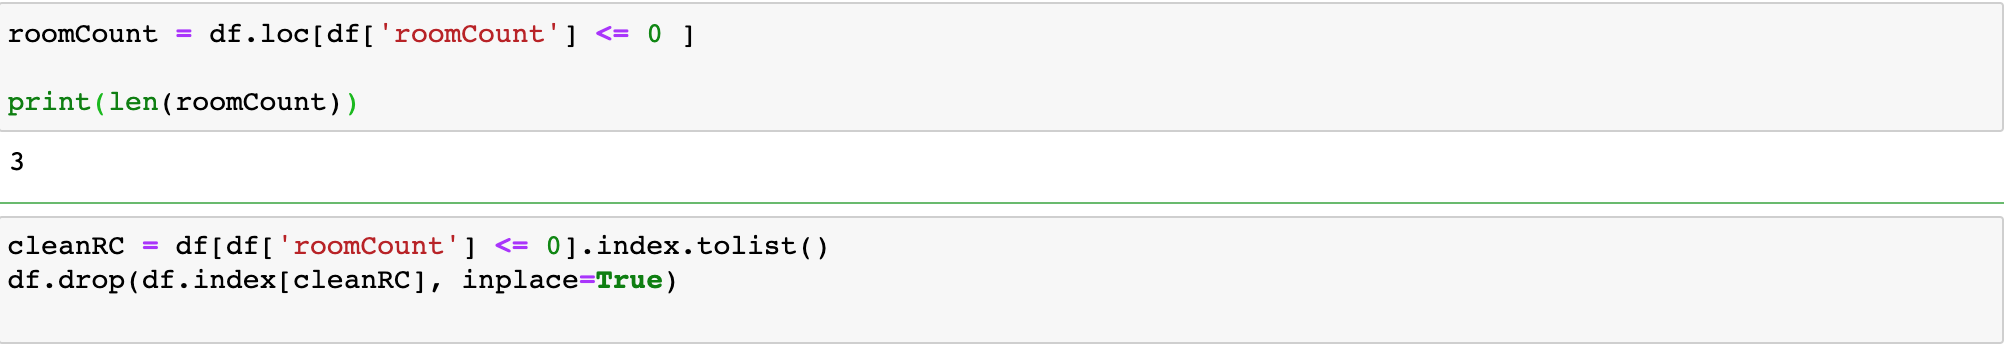 roomCount = df.loc[df['roomCount'] <= 0 ]
print(len(roomCount))
3
cleanRC = df[df['roomCount'] <= 0].index.tolist()
df.drop(df.index[cleanRC], inplace=True)